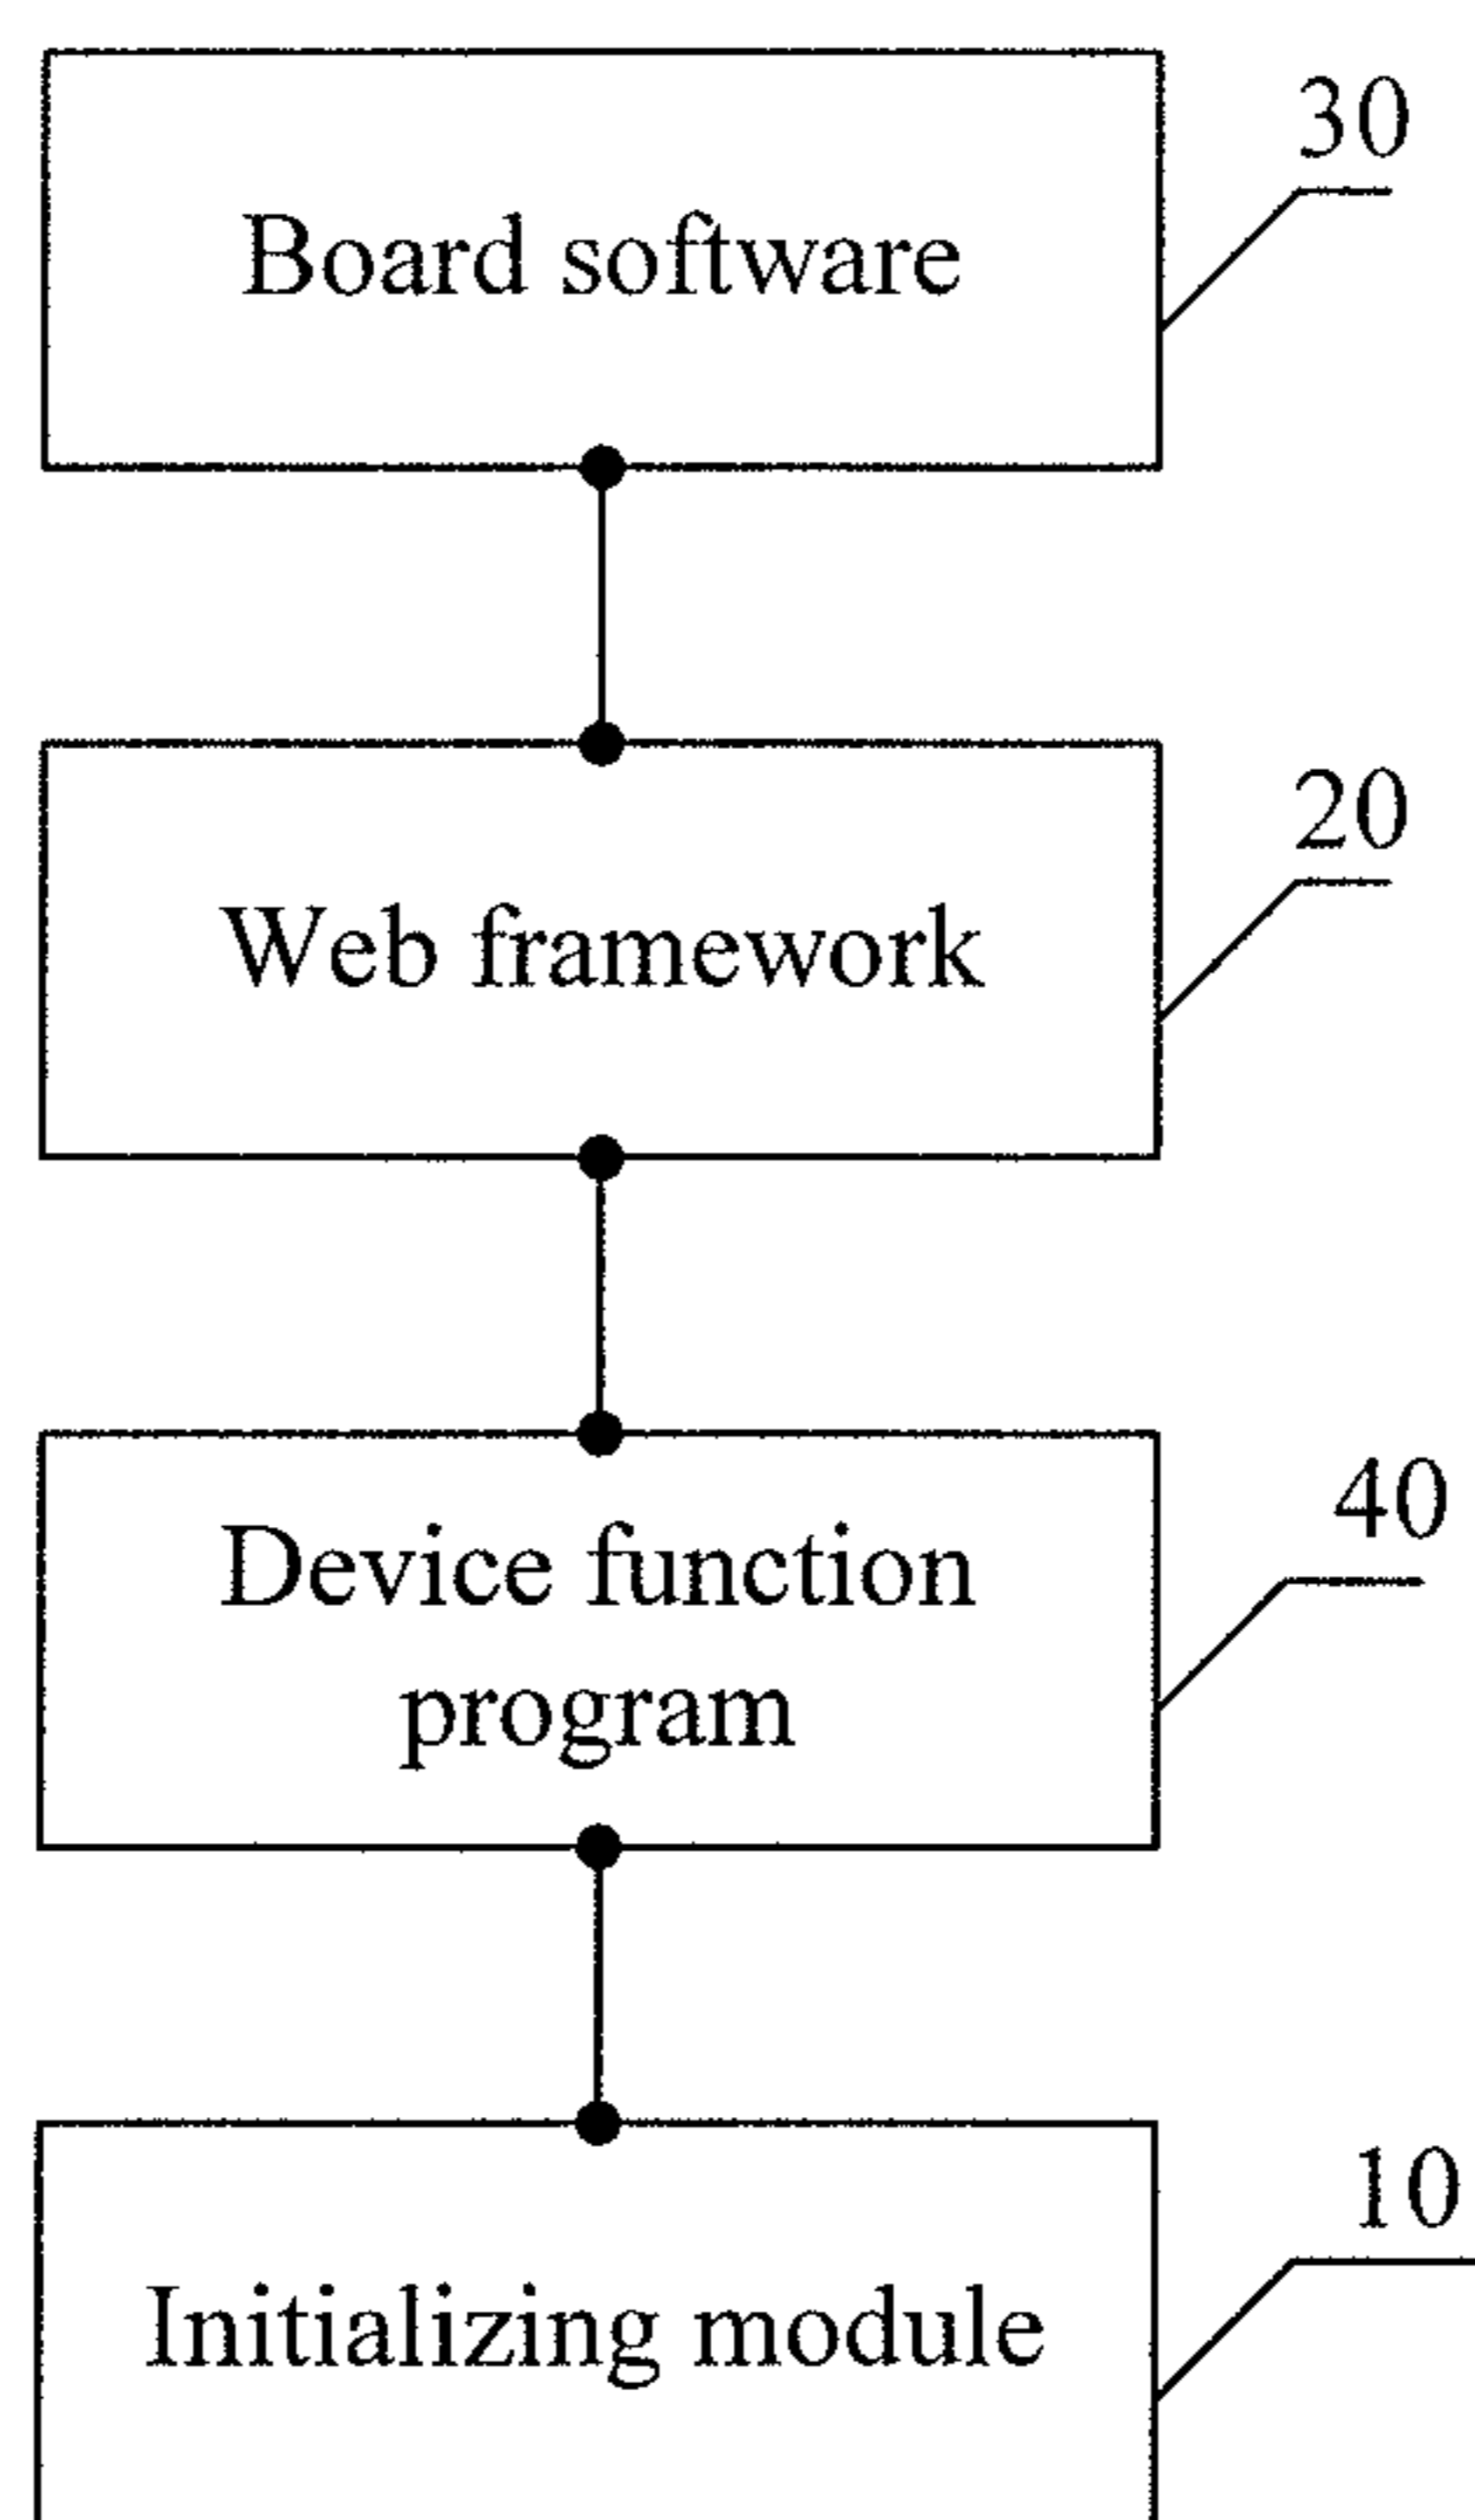 30
Board software
20
Web framework
40
Device function
program
10
Initializing module